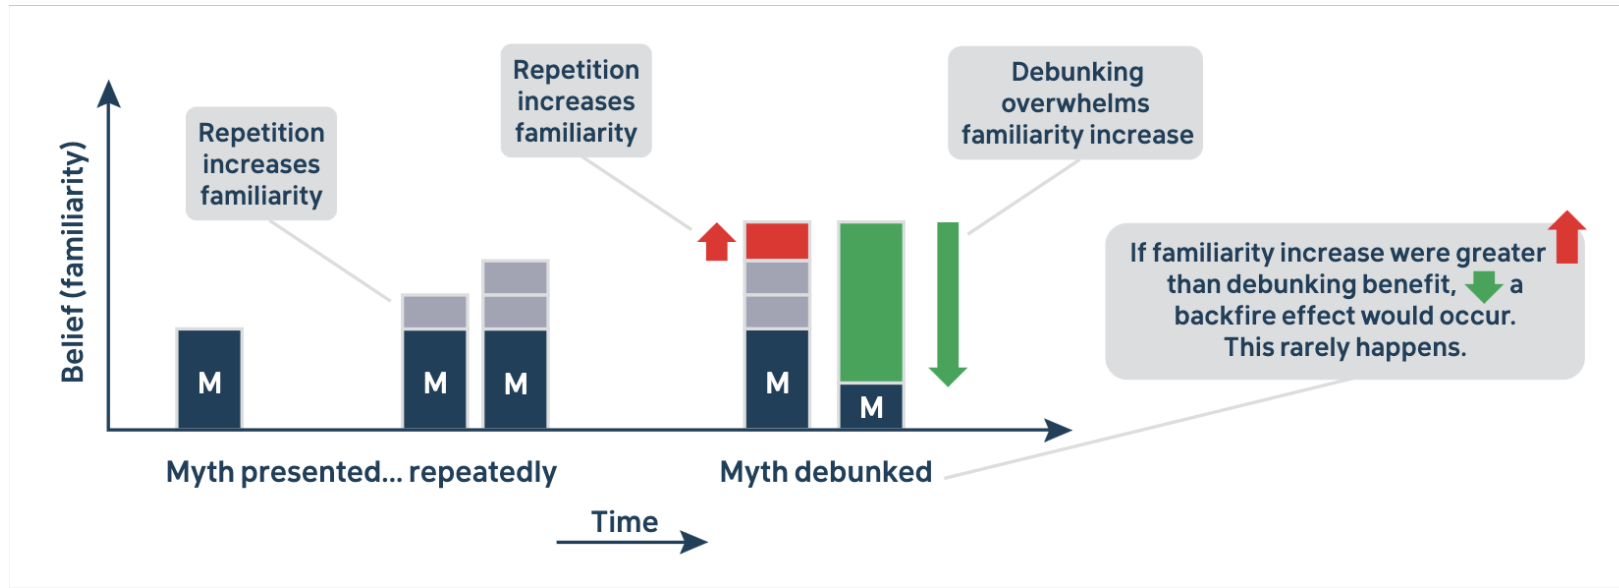 Repetition
increases
familiarity
Repetition
increases
familiarity
Debunking
overwhelms
familiarity increase
Belief (familiarity)
If familiarity increase were greater
than debunking benefit, a
backfire effect would occur.
This rarely happens.
M
M
M
M
M
Myth presented... repeatedly
Myth debunked
Time